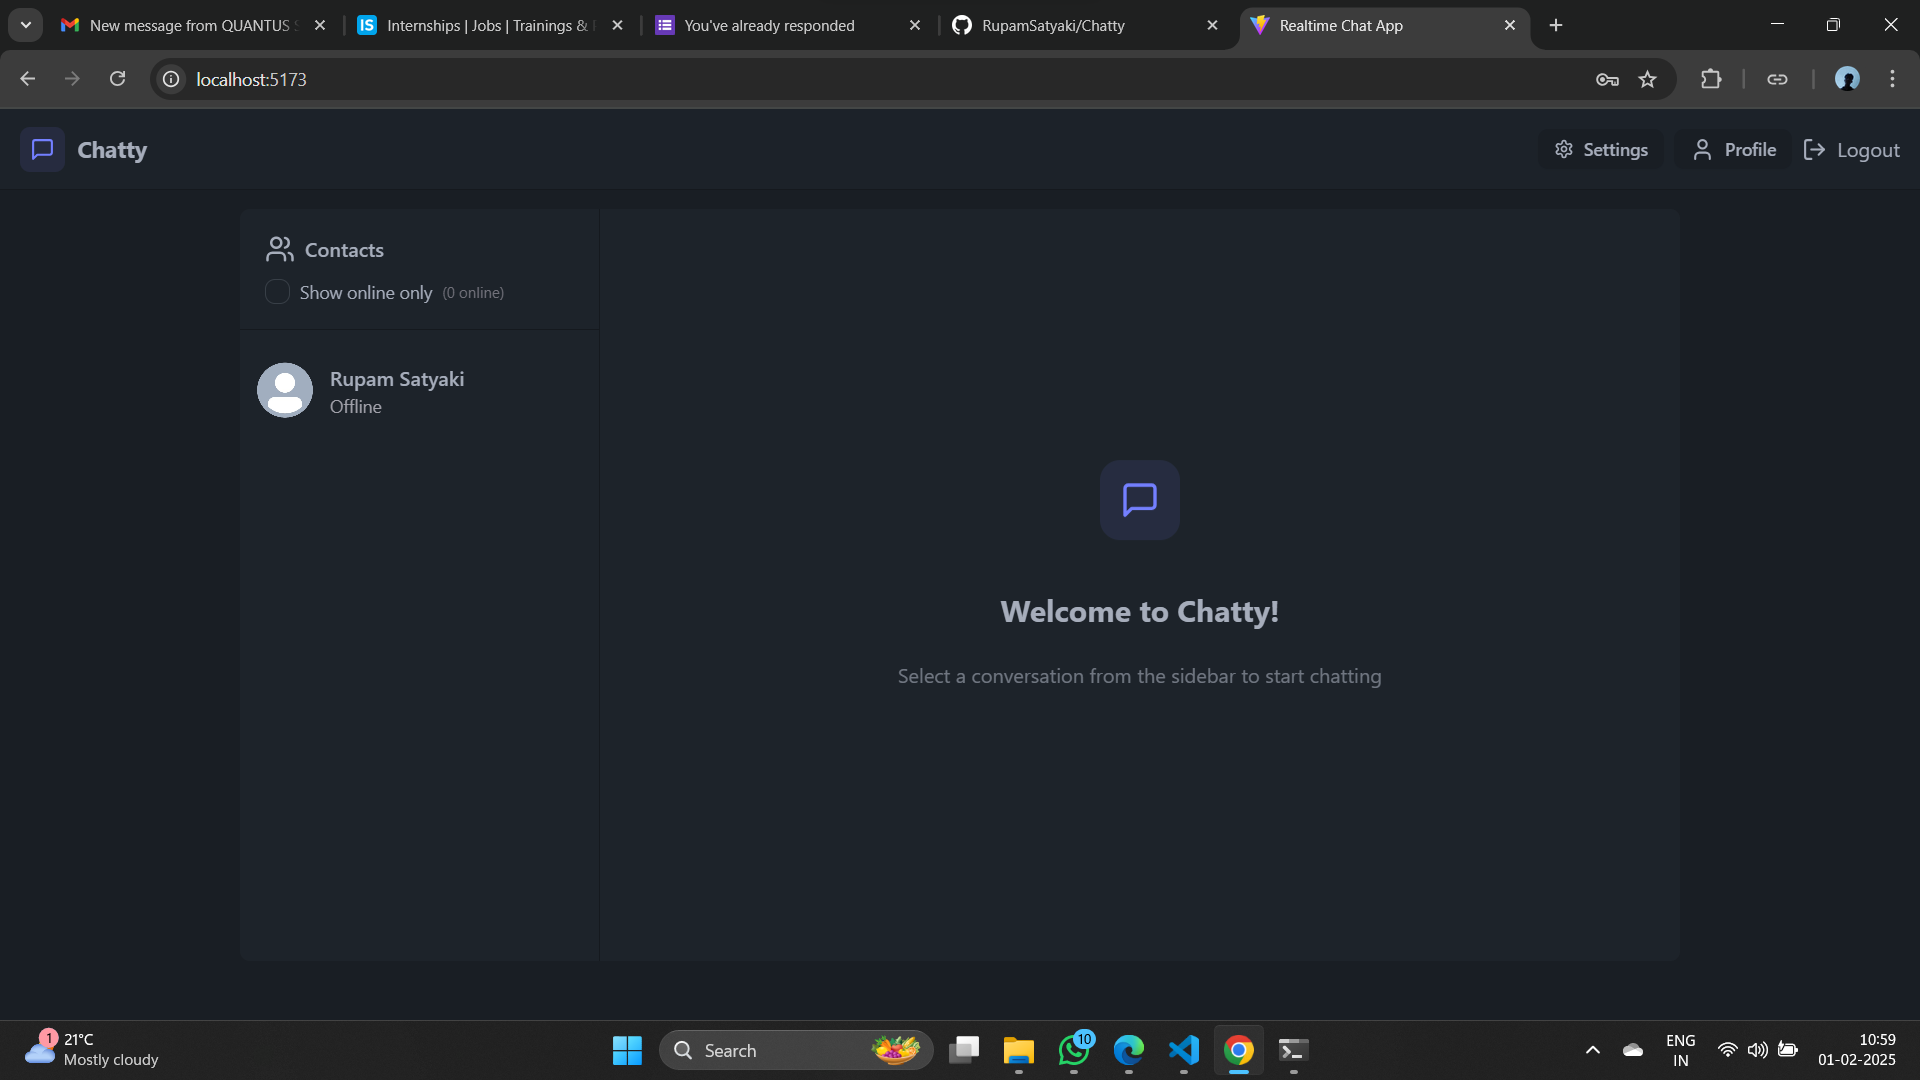 New message from QUANTUS
IS
Internships | Jobs | Trainings &
You've already responded
RupamSatyaki/Chatty
Realtime Chat App
localhost:5173
Chatty
Settings
Profile
Logout
Contacts
Show online only (0 online)
Rupam Satyaki
Offline
Welcome to Chatty!
Select a conversation from the sidebar to start chatting
1
21°C
Mostly cloudy
Search
10
ENG
IN
10:59
01-02-2025